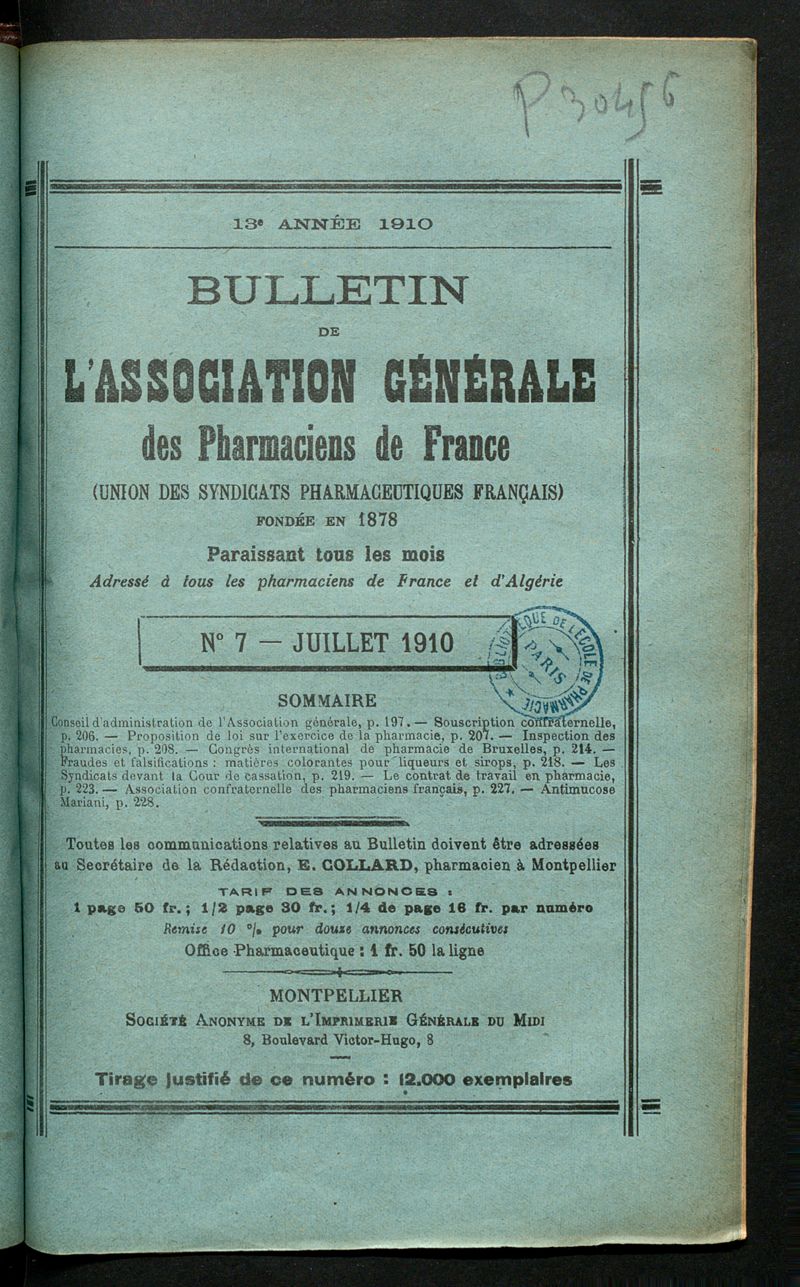 P 30456
13e ANNÉE 1910
BULLETIN
DE
L'ASSOCIATION GÉNÉRALE
des Pharmaciens de France
(UNION DES SYNDICATS PHARMACEUTIQUES FRANÇAIS)
FONDÉE EN 1878
Paraissant tous les mois
Adressé à tous les pharmaciens de France et d'Algérie
N° 7 — JUILLET 1910
DE L'ECOLE DE PHARMACIE
PARIS
SOMMAIRE
Conseil d'administration de l'Association générale, p. 197. — Souscription confraternelle,
p. 206. — Proposition de loi sur l'exercice de la pharmacie, p. 207. — Inspection des
pharmacies, p. 208. — Congrès international de pharmacie de Bruxelles, p. 214. —
Fraudes et falsifications : matières colorantes pour liqueurs et sirops, p. 218. — Les
Syndicats devant la Cour de cassation, p. 219. — Le contrat de travail en pharmacie,
p. 223. — Association confraternelle des pharmaciens français, p. 227. — Antimucose
Mariani, p. 228.
Toutes les communications relatives au Bulletin doivent être adressées
au Secrétaire de la Rédaction, E. COLLARD, pharmacien à Montpellier
TARIF DES ANNONCES :
1 page 50 fr.; 1/2 page 30 fr.; 1/4 de page 16 fr. par numéro
Remise 10 °/o pour douze annonces consécutives
Office Pharmaceutique : 1 fr. 50 la ligne
MONTPELLIER
SOCIÉTÉ ANONYME DE L'IMPRIMERIE GÉNÉRALE DU MIDI
8, Boulevard Victor-Hugo, 8
Tirage justifié de ce numéro : 12.000 exemplaires